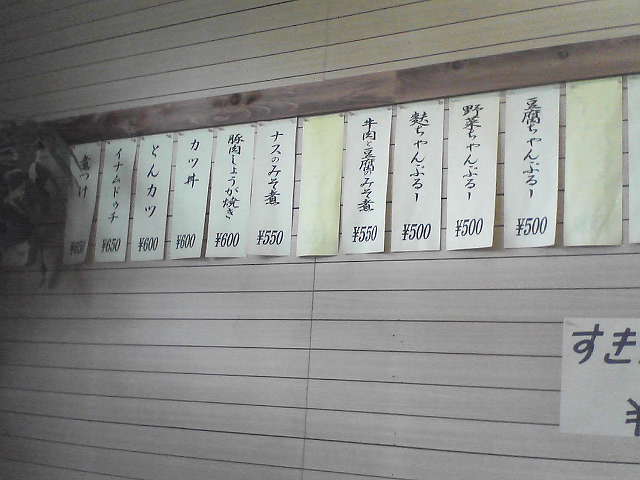 豆腐ちゃんぷるー
¥500
野菜ちゃんぷるー
¥500
麩ちゃんぷるー
¥500
牛肉と豆腐のみそ煮
¥550
ナスのみそ煮
¥550
豚肉しょうが焼き
¥600
カツ丼
¥600
とんカツ
¥600
イナムドゥチ
¥650
つけ
¥650
すき
¥